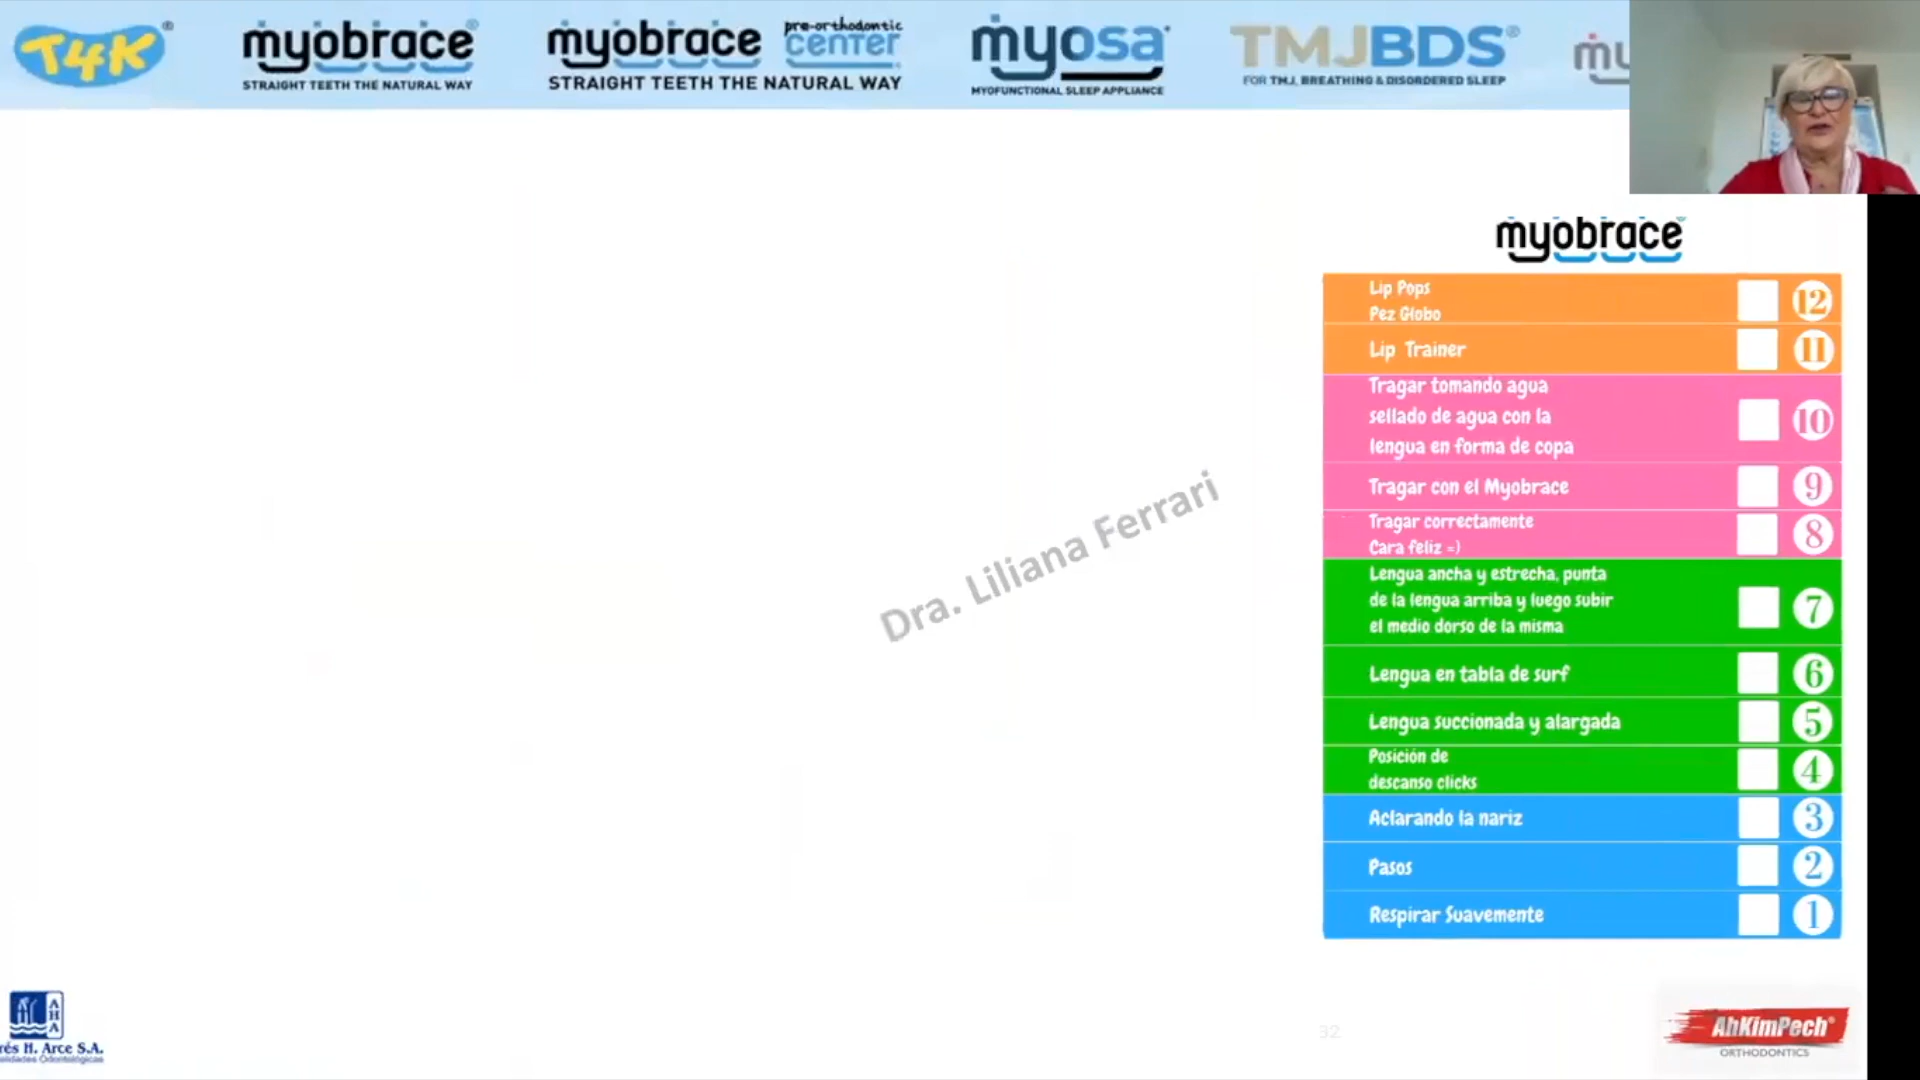 T4K®
myobrace®
STRAIGHT TEETH THE NATURAL WAY
myobrace pre-orthodontic center®
STRAIGHT TEETH THE NATURAL WAY
myosa®
MYOFUNCTIONAL SLEEP APPLIANCE
TMJBDS®
FOR TMJ, BREATHING & DISORDERED SLEEP
my
myobrace®
Lip Pops
Pez Globo
12
Lip Trainer
11
Tragar tomando agua
sellado de agua con la
lengua en forma de copa
10
Tragar con el Myobrace
9
Tragar correctamente
Cara feliz =)
8
Lengua ancha y estrecha, punta
de la lengua arriba y luego subir
el medio dorso de la misma
7
Lengua en tabla de surf
6
Lengua succionada y alargada
5
Posición de
descanso clicks
4
Aclarando la nariz
3
Pasos
2
Respirar Suavemente
1
Dra. Liliana Ferrari
AHA
rés H. Arce S.A.
alidades Odontológicas
32
AhKimPech®
ORTHODONTICS